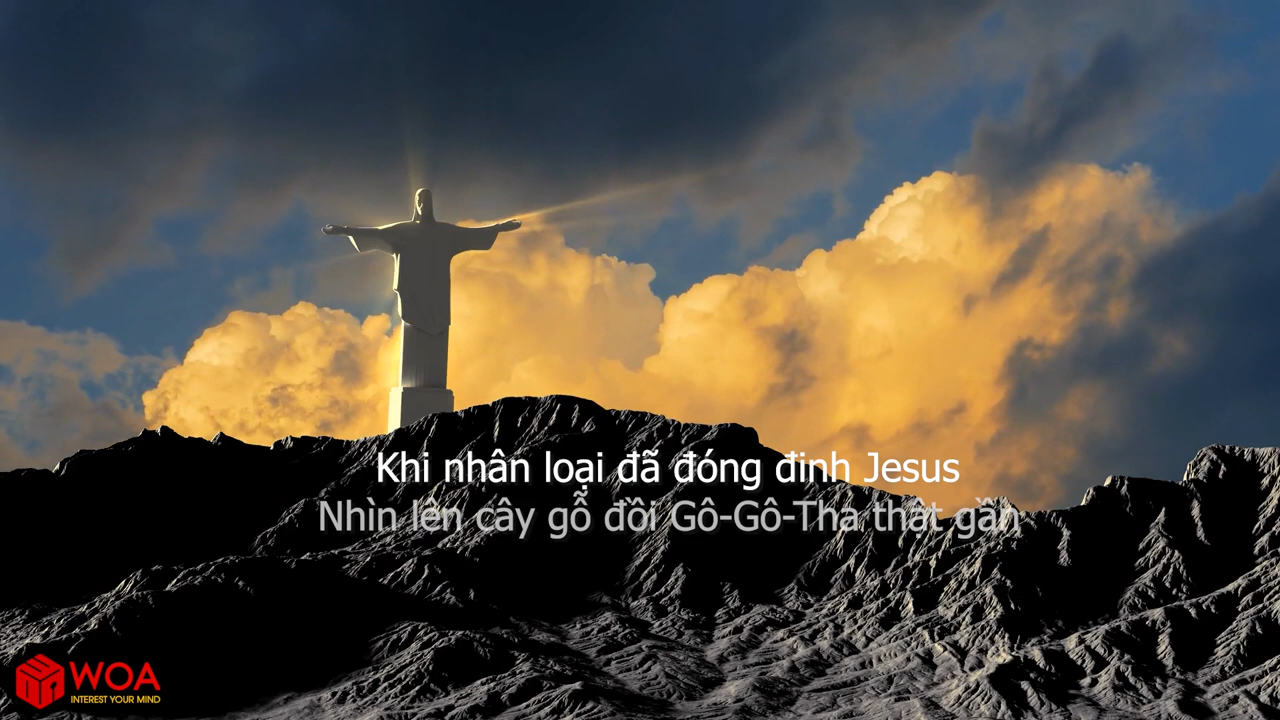 Khi nhân loại đã đóng đinh Jesus
Nhìn lên cây gỗ đồi Gô-Gô-Tha thật gần
WOA
INTEREST YOUR MIND